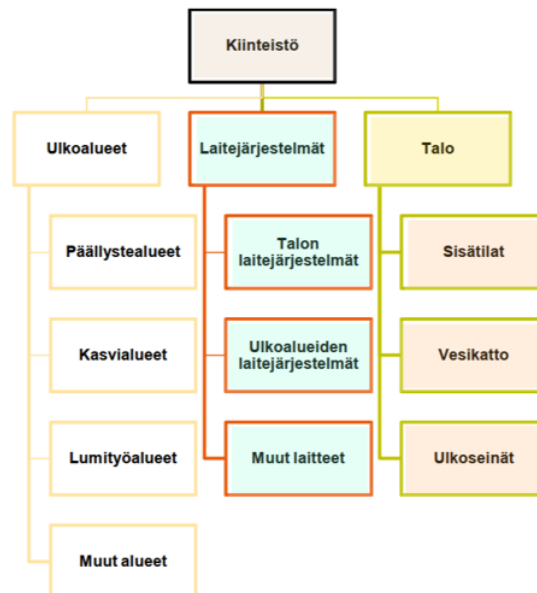 Kiinteistö
Ulkoalueet
Laitejärjestelmät
Talo
Päällystealueet
Talon
laitejärjestelmät
Sisätilat
Kasvialueet
Ulkoalueiden
laitejärjestelmät
Vesikatto
Lumityöalueet
Muut laitteet
Ulkoseinät
Muut alueet